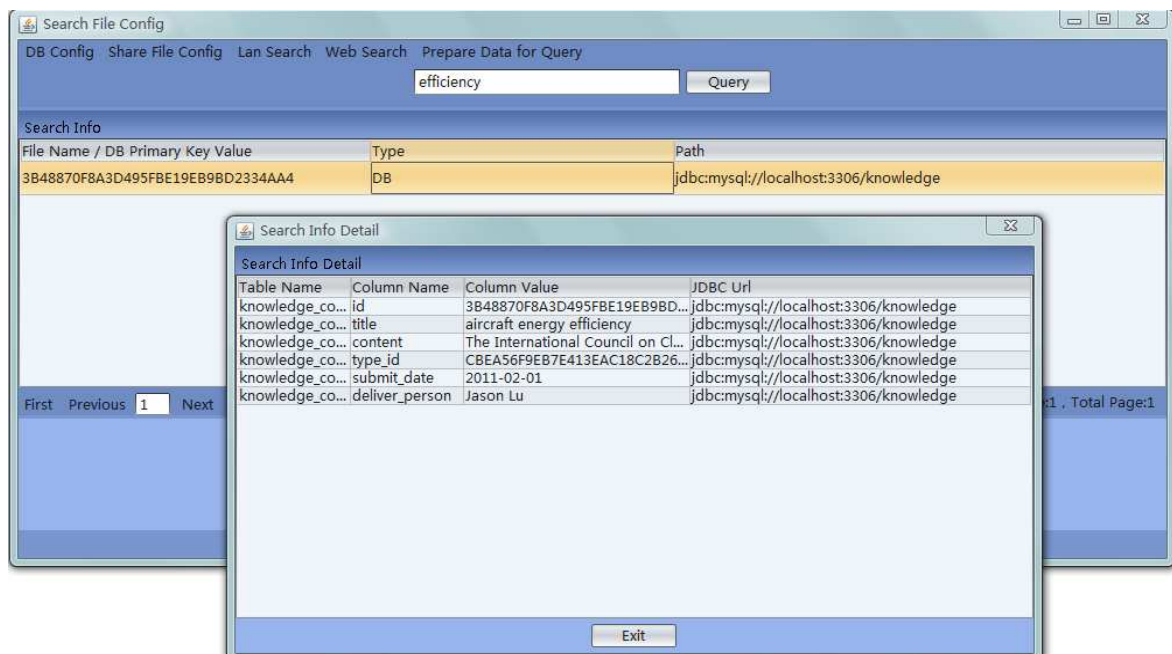 Search File Config
DB Config Share File Config Lan Search Web Search Prepare Data for Query
efficiency Query
Search Info
File Name / DB Primary Key Value Type Path
3B48870F8A3D495FBE19EB9BD2334AA4 DB jdbc:mysql://localhost:3306/knowledge
Search Info Detail
Search Info Detail
Table Name Column Name Column Value JDBC Url
knowledge_co... id 3B48870F8A3D495FBE19EB9BD... jdbc:mysql://localhost:3306/knowledge
knowledge_co... title aircraft energy efficiency jdbc:mysql://localhost:3306/knowledge
knowledge_co... content The International Council on Cl... jdbc:mysql://localhost:3306/knowledge
knowledge_co... type_id CBEA56F9EB7E413EAC18C2B26... jdbc:mysql://localhost:3306/knowledge
knowledge_co... submit_date 2011-02-01 jdbc:mysql://localhost:3306/knowledge
knowledge_co... deliver_person Jason Lu jdbc:mysql://localhost:3306/knowledge
First Previous 1 Next :1 , Total Page:1
Exit